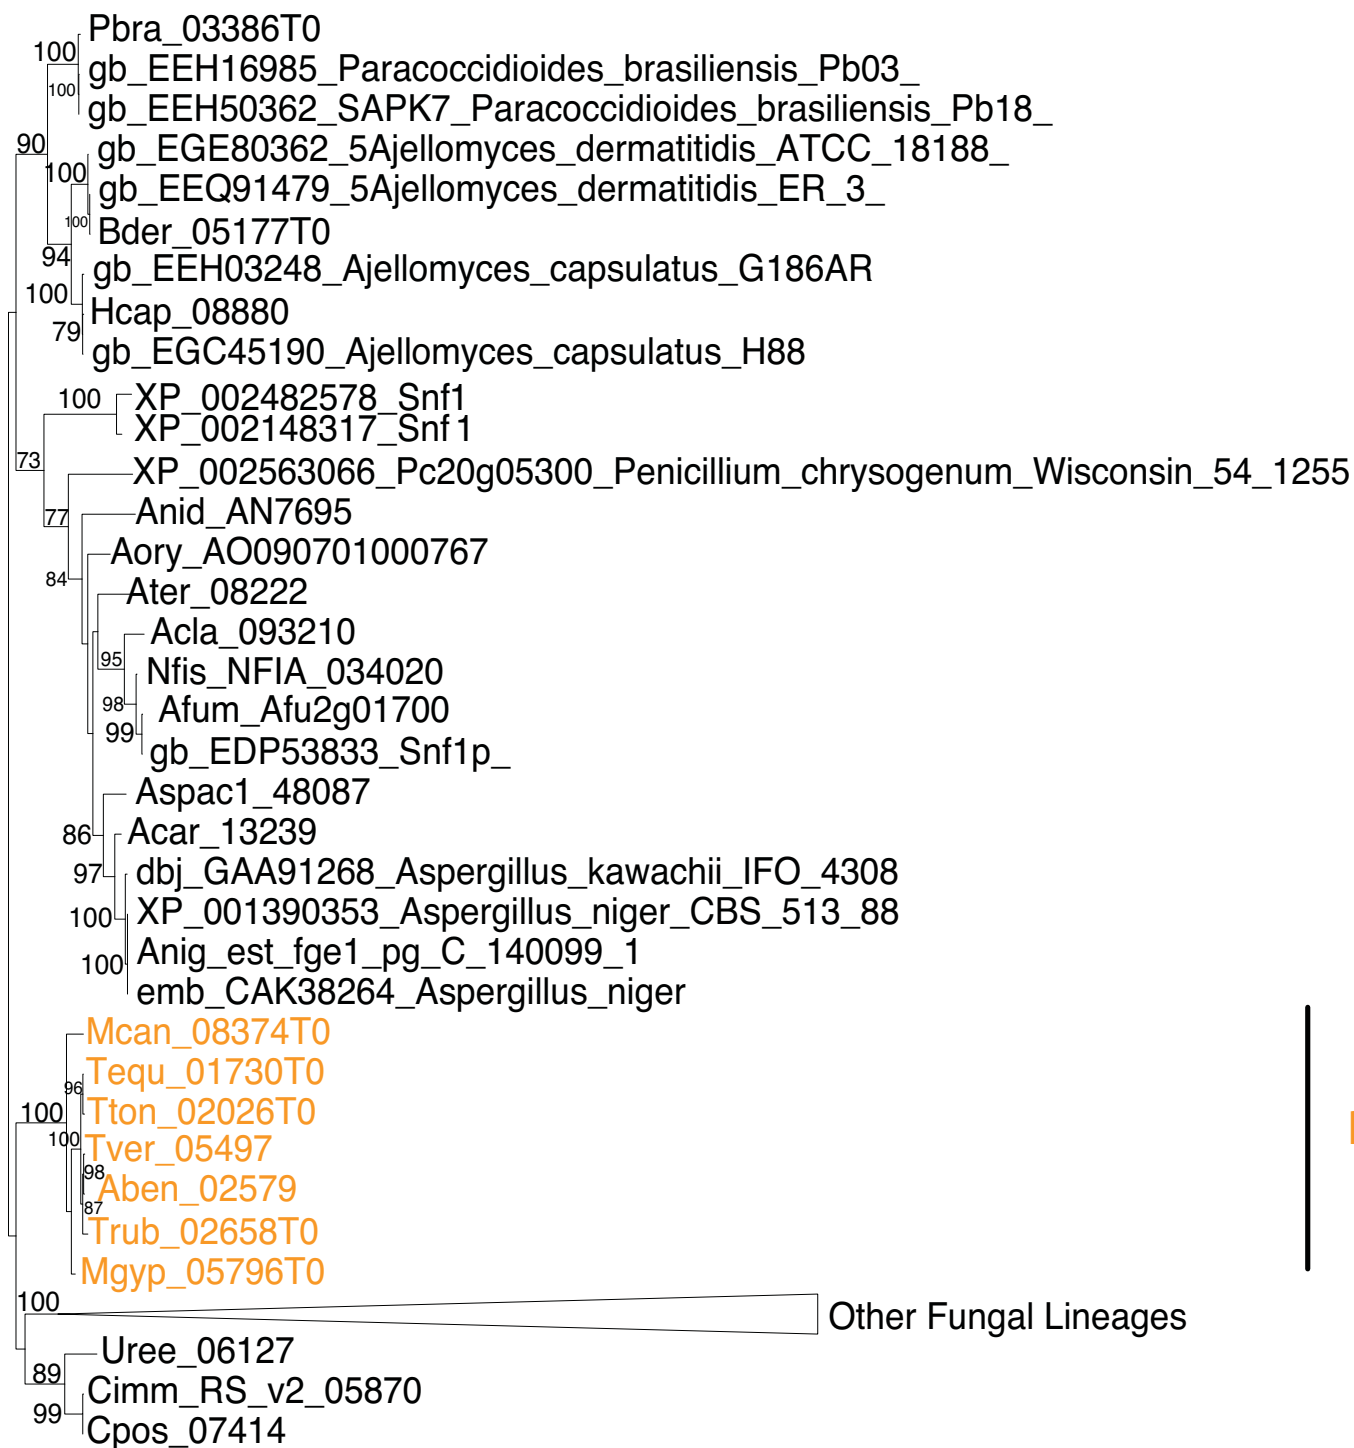 Pbra_03386T0
100
gb_EEH16985_Paracoccidioides_brasiliensis_Pb03_
100
gb_EEH50362_SAPK7_Paracoccidioides_brasiliensis_Pb18_
90
gb_EGE80362_5Ajellomyces_dermatitidis_ATCC_18188_
100
gb_EEQ91479_5Ajellomyces_dermatitidis_ER_3_
100
Bder_05177T0
94
gb_EEH03248_Ajellomyces_capsulatus_G186AR
100
Hcap_08880
79
gb_EGC45190_Ajellomyces_capsulatus_H88
100
XP_002482578_Snf1
XP_002148317_Snf1
73
XP_002563066_Pc20g05300_Penicillium_chrysogenum_Wisconsin_54_1255
77
Anid_AN7695
Aory_AO090701000767
84
Ater_08222
Acla_093210
95
Nfis_NFIA_034020
98
Afum_Afu2g01700
99
gb_EDP53833_Snf1p_
Aspac1_48087
86
Acar_13239
97
dbj_GAA91268_Aspergillus_kawachii_IFO_4308
100
XP_001390353_Aspergillus_niger_CBS_513_88
Anig_est_fge1_pg_C_140099_1
100
emb_CAK38264_Aspergillus_niger
Mcan_08374T0
Tequ_01730T0
96
100
Tton_02026T0
100
Tver_05497
98
Aben_02579
87
Trub_02658T0
Mgyp_05796T0
100
Other Fungal Lineages
Uree_06127
89
Cimm_RS_v2_05870
99
Cpos_07414